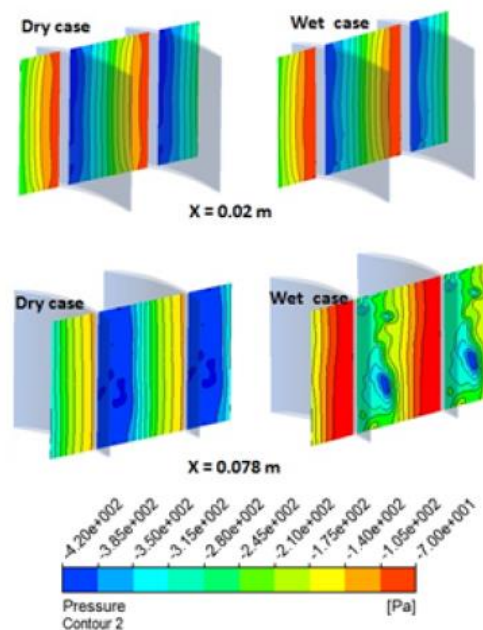 Dry case
Wet case
X = 0.02 m
Dry case
Wet case
X = 0.078 m
-4.20e+002
-3.85e+002
-3.50e+002
-3.15e+002
-2.80e+002
-2.45e+002
-2.10e+002
-1.75e+002
-1.40e+002
-1.05e+002
-7.00e+001
Pressure [Pa]
Contour 2